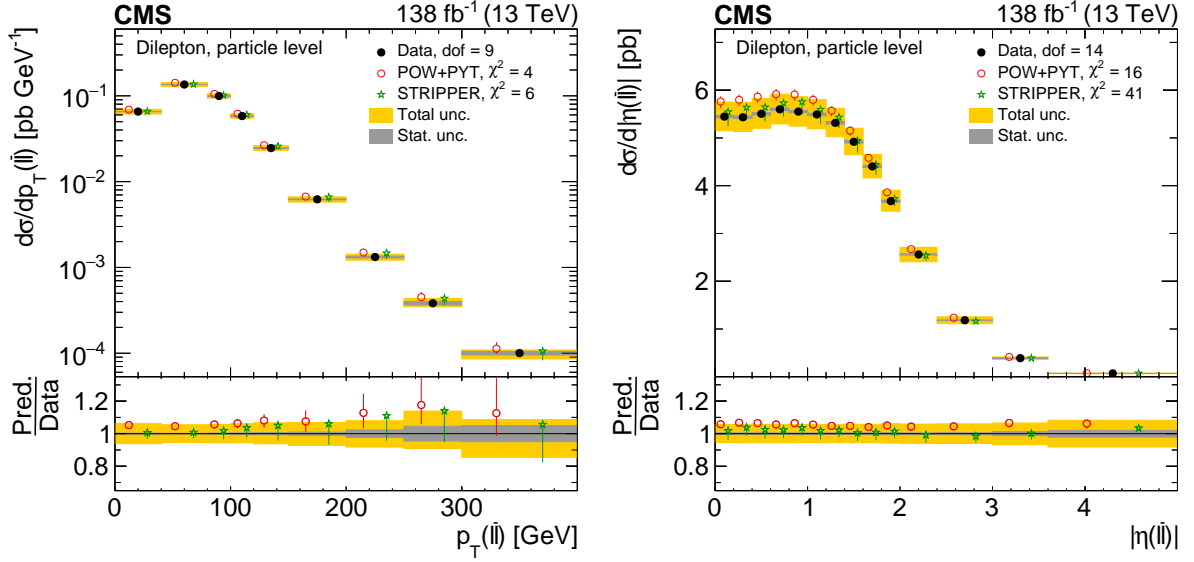 CMS 138 fb⁻¹ (13 TeV)
Dilepton, particle level
Data, dof = 9
POW+PYT, χ² = 4
STRIPPER, χ² = 6
Total unc.
Stat. unc.
dσ/dp_T(ll̄) [pb GeV⁻¹]
10⁻¹
10⁻²
10⁻³
10⁻⁴
Pred.
Data
1.2
1
0.8
0 100 200 300
p_T(ll̄) [GeV]
CMS 138 fb⁻¹ (13 TeV)
Dilepton, particle level
Data, dof = 14
POW+PYT, χ² = 16
STRIPPER, χ² = 41
Total unc.
Stat. unc.
dσ/d|η(ll̄)| [pb]
6
4
2
Pred.
Data
1.2
1
0.8
0 1 2 3 4
|η(ll̄)|